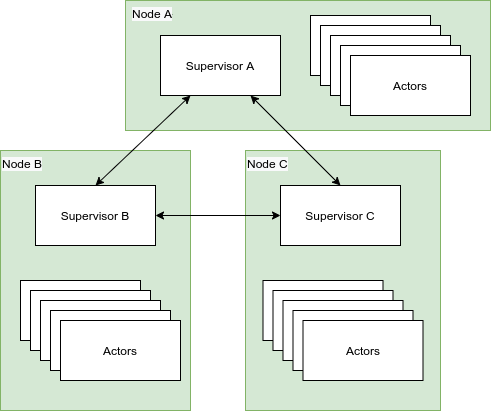 Node A
Supervisor A
Actors
Node B
Supervisor B
Actors
Node C
Supervisor C
Actors